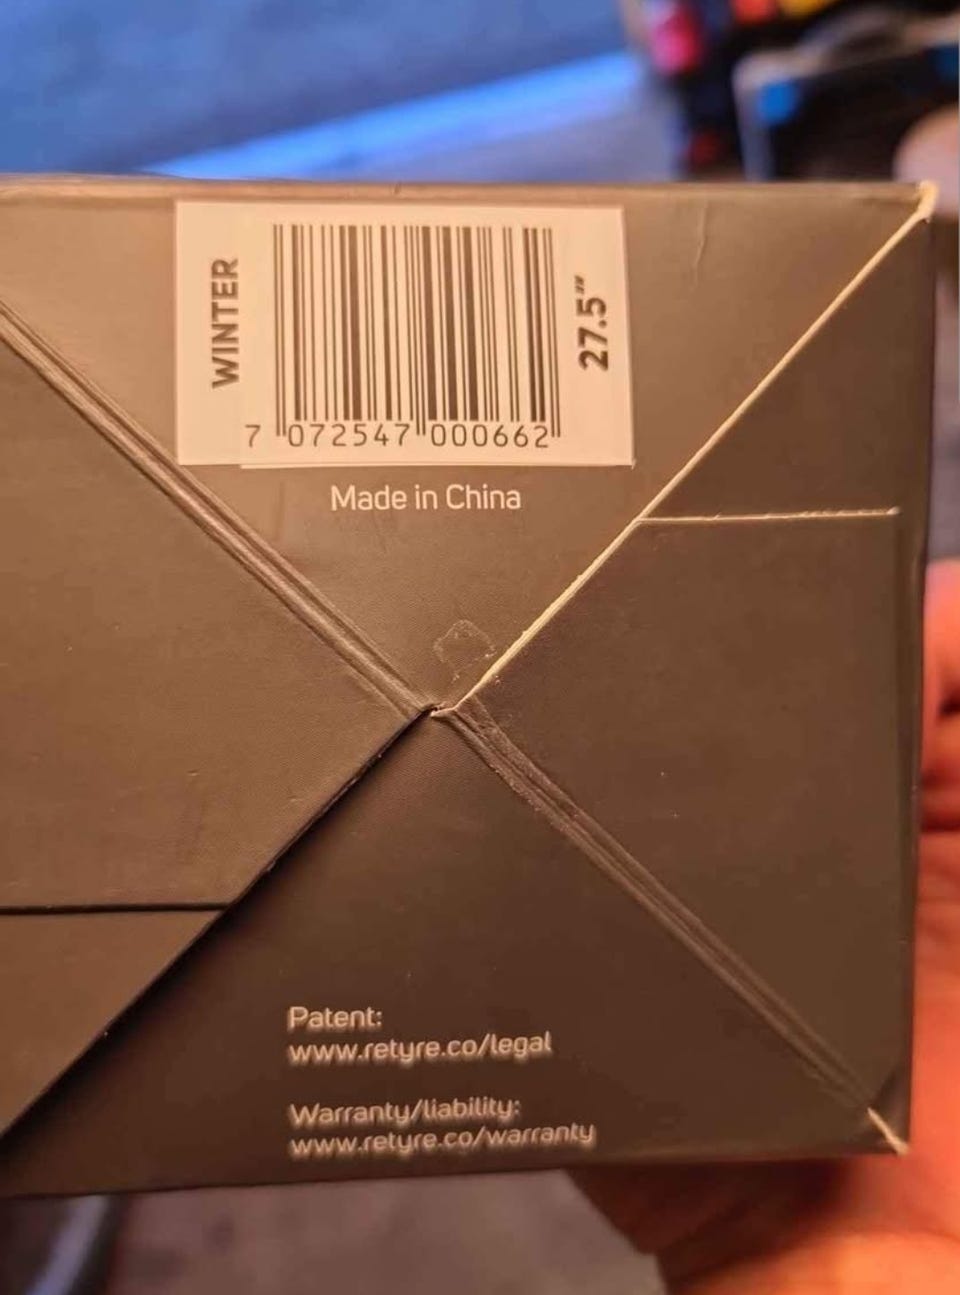 WINTER
27.5"
7 072547 000662
Made in China
Patent:
www.retyre.co/legal
Warranty/liability:
www.retyre.co/warranty